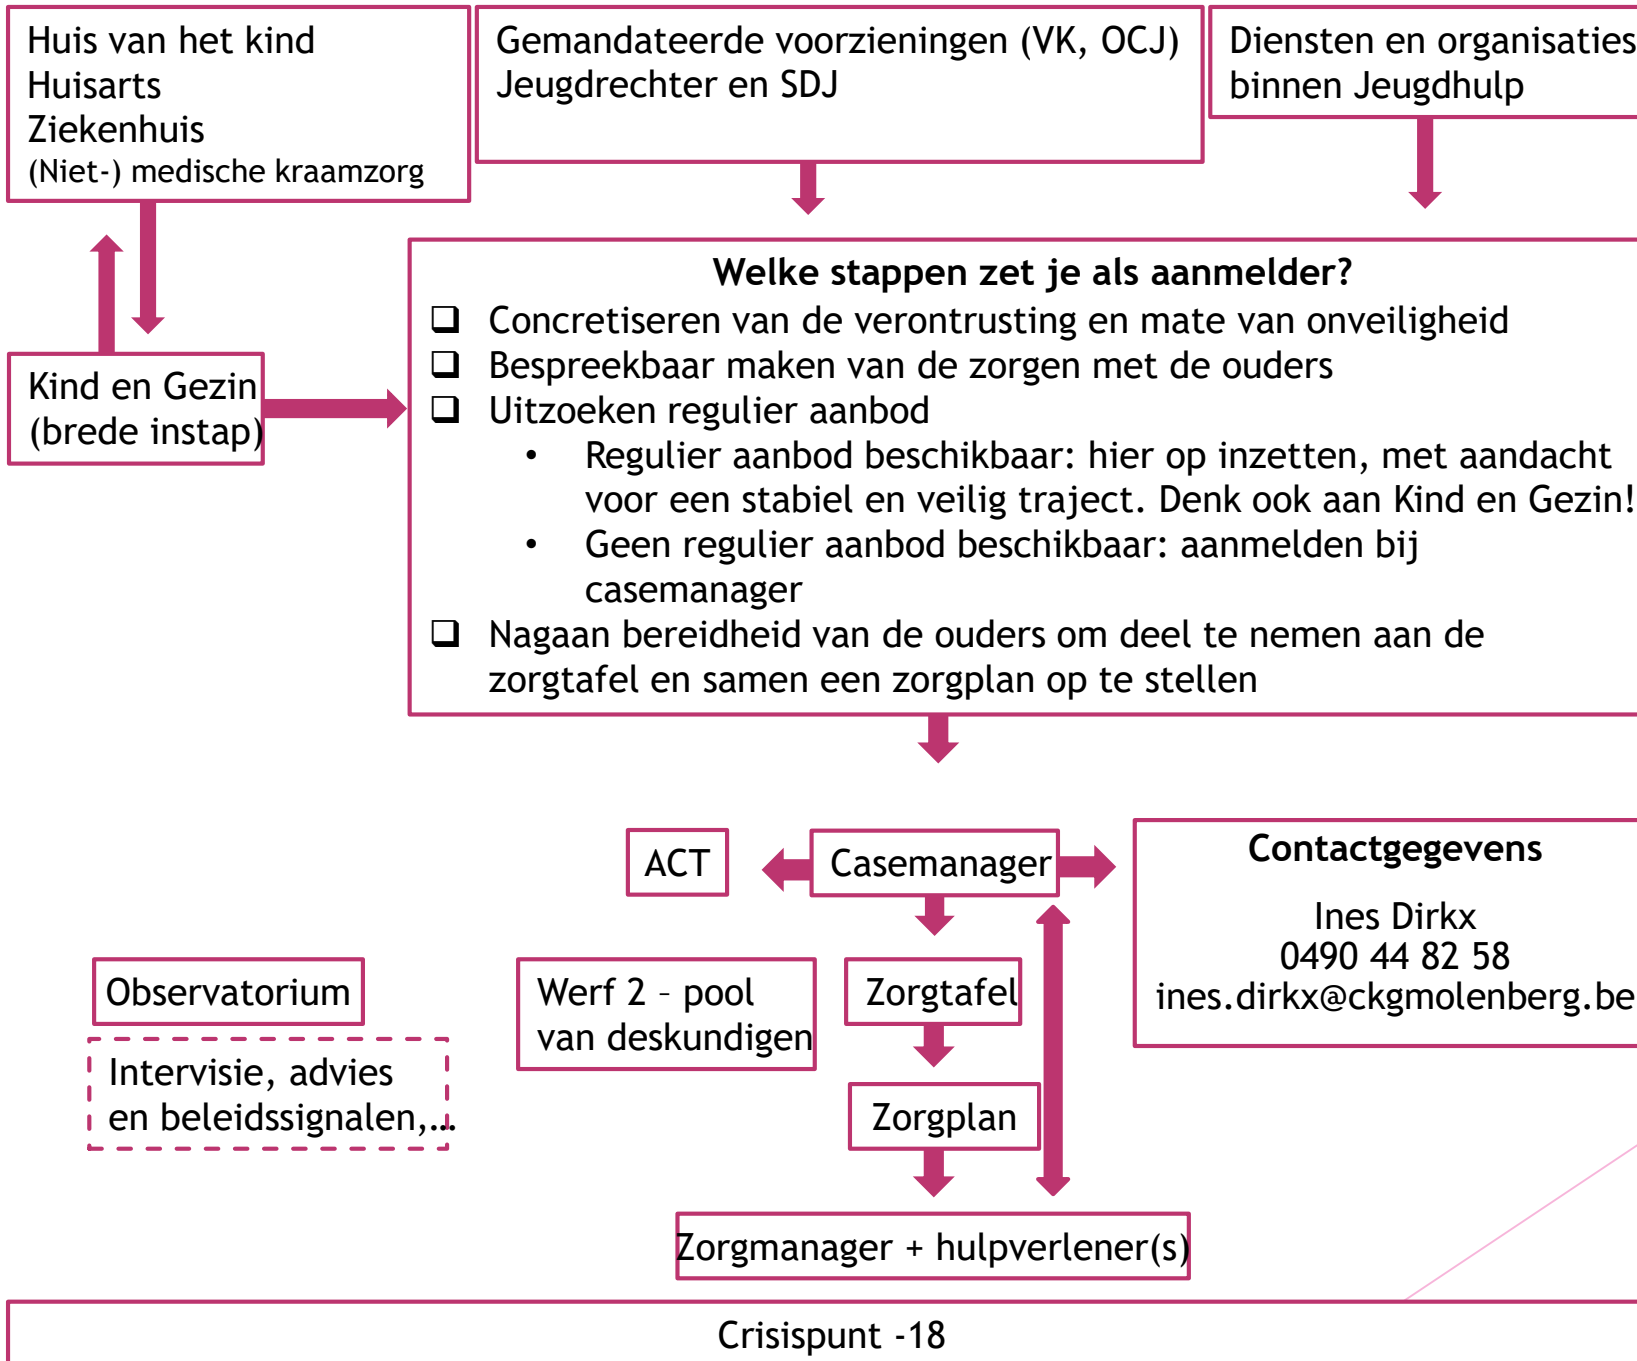 Huis van het kind
Huisarts
Ziekenhuis
(Niet-) medische kraamzorg
Gemandateerde voorzieningen (VK, OCJ)
Jeugdrechter en SDJ
Diensten en organisaties
binnen Jeugdhulp
Kind en Gezin
(brede instap)
Welke stappen zet je als aanmelder?
❑ Concretiseren van de verontrusting en mate van onveiligheid
❑ Bespreekbaar maken van de zorgen met de ouders
❑ Uitzoeken regulier aanbod
• Regulier aanbod beschikbaar: hier op inzetten, met aandacht
voor een stabiel en veilig traject. Denk ook aan Kind en Gezin!
• Geen regulier aanbod beschikbaar: aanmelden bij
casemanager
❑ Nagaan bereidheid van de ouders om deel te nemen aan de
zorgtafel en samen een zorgplan op te stellen
ACT
Casemanager
Contactgegevens
Ines Dirkx
0490 44 82 58
ines.dirkx@ckgmolenberg.be
Observatorium
Intervisie, advies
en beleidssignalen,…
Werf 2 – pool
van deskundigen
Zorgtafel
Zorgplan
Zorgmanager + hulpverlener(s)
Crisispunt -18